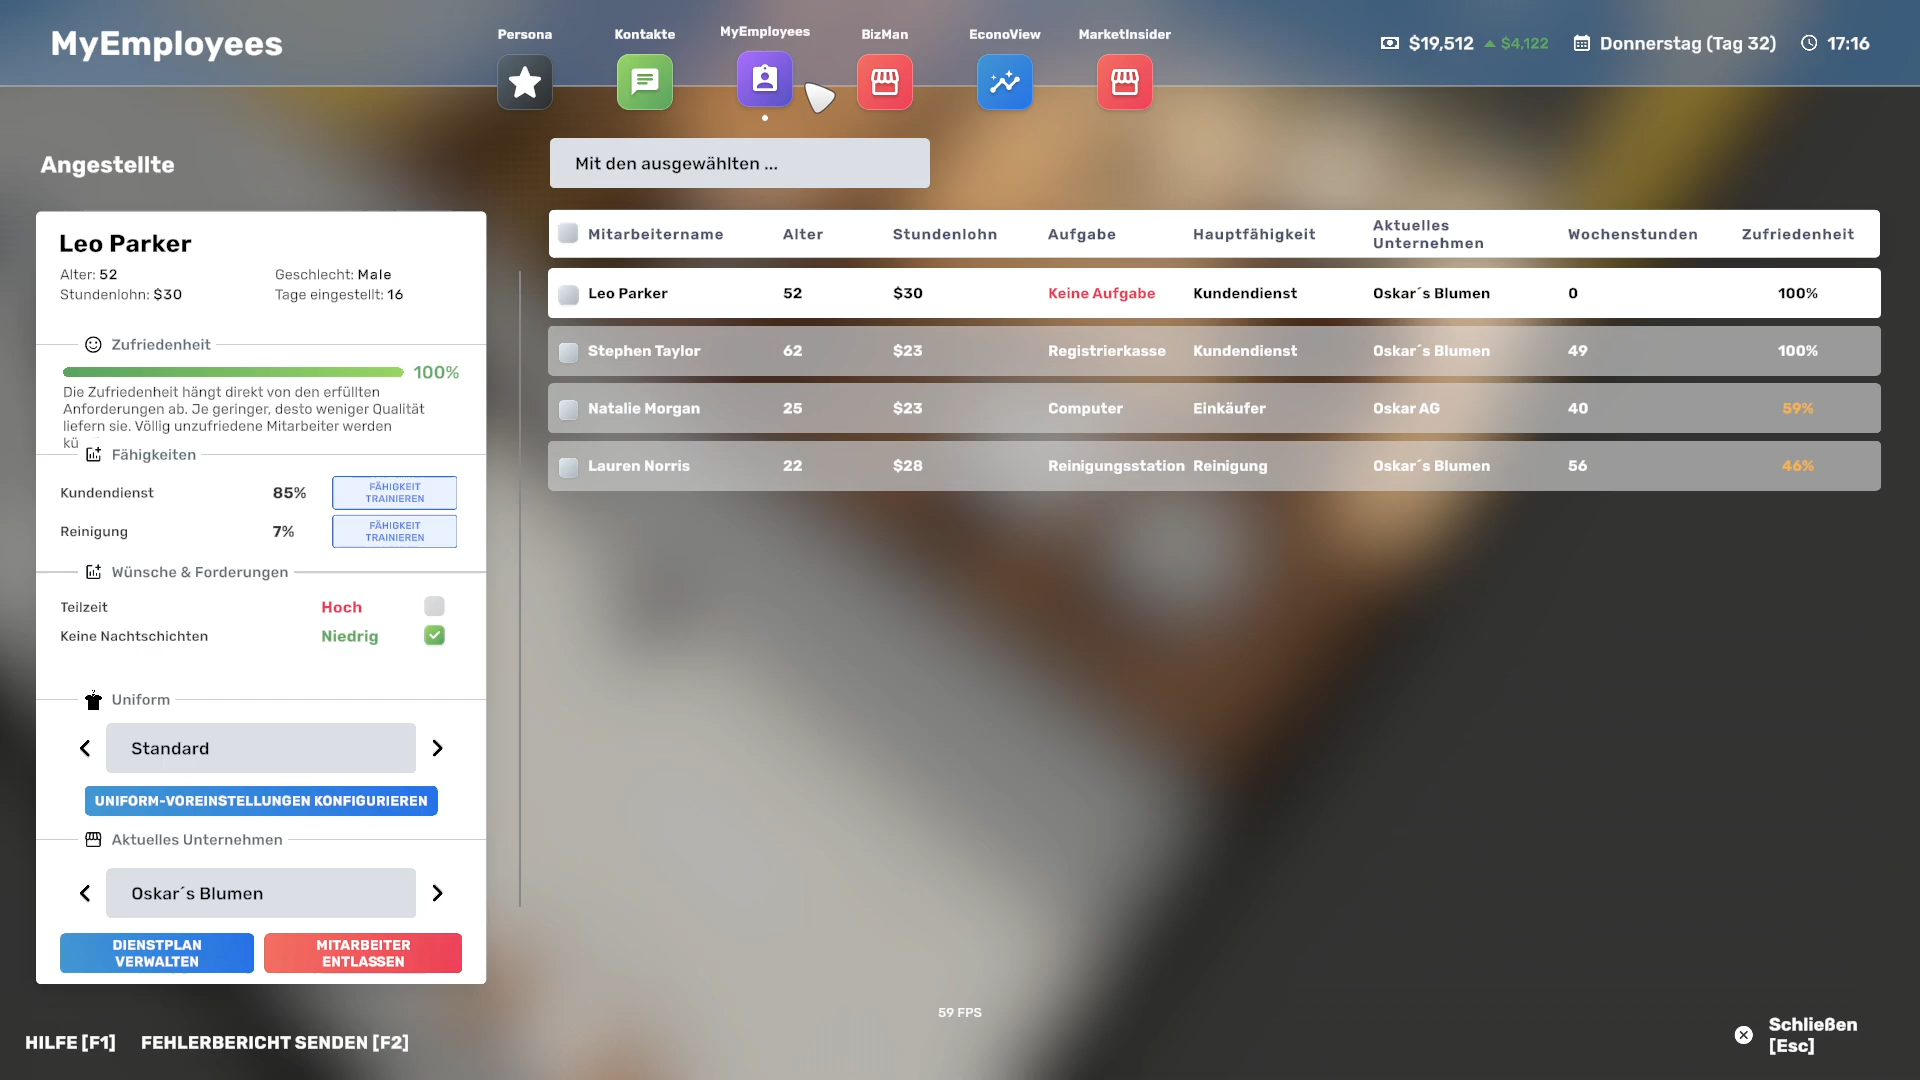 MyEmployees
Persona
Kontakte
MyEmployees
BizMan
EconoView
MarketInsider
$19,512
$4,122
Donnerstag (Tag 32)
17:16
Angestellte
Mit den ausgewählten ...
Leo Parker
Alter: 52
Geschlecht: Male
Stundenlohn: $30
Tage eingestellt: 16
Zufriedenheit
100%
Die Zufriedenheit hängt direkt von den erfüllten
Anforderungen ab. Je geringer, desto weniger Qualität
liefern sie. Völlig unzufriedene Mitarbeiter werden
kü
Fähigkeiten
Kundendienst 85% FÄHIGKEIT
TRAINIEREN
Reinigung 7% FÄHIGKEIT
TRAINIEREN
Wünsche & Forderungen
Teilzeit Hoch
Keine Nachtschichten Niedrig
Uniform
Standard
UNIFORM-VOREINSTELLUNGEN KONFIGURIEREN
Aktuelles Unternehmen
Oskar´s Blumen
DIENSTPLAN
VERWALTEN
MITARBEITER
ENTLASSEN
Mitarbeitername Alter Stundenlohn Aufgabe Hauptfähigkeit Aktuelles
Unternehmen Wochenstunden Zufriedenheit
Leo Parker 52 $30 Keine Aufgabe Kundendienst Oskar´s Blumen 0 100%
Stephen Taylor 62 $23 Registrierkasse Kundendienst Oskar´s Blumen 49 100%
Natalie Morgan 25 $23 Computer Einkäufer Oskar AG 40 59%
Lauren Norris 22 $28 Reinigungsstation Reinigung Oskar´s Blumen 56 46%
59 FPS
HILFE [F1]
FEHLERBERICHT SENDEN [F2]
Schließen
[Esc]